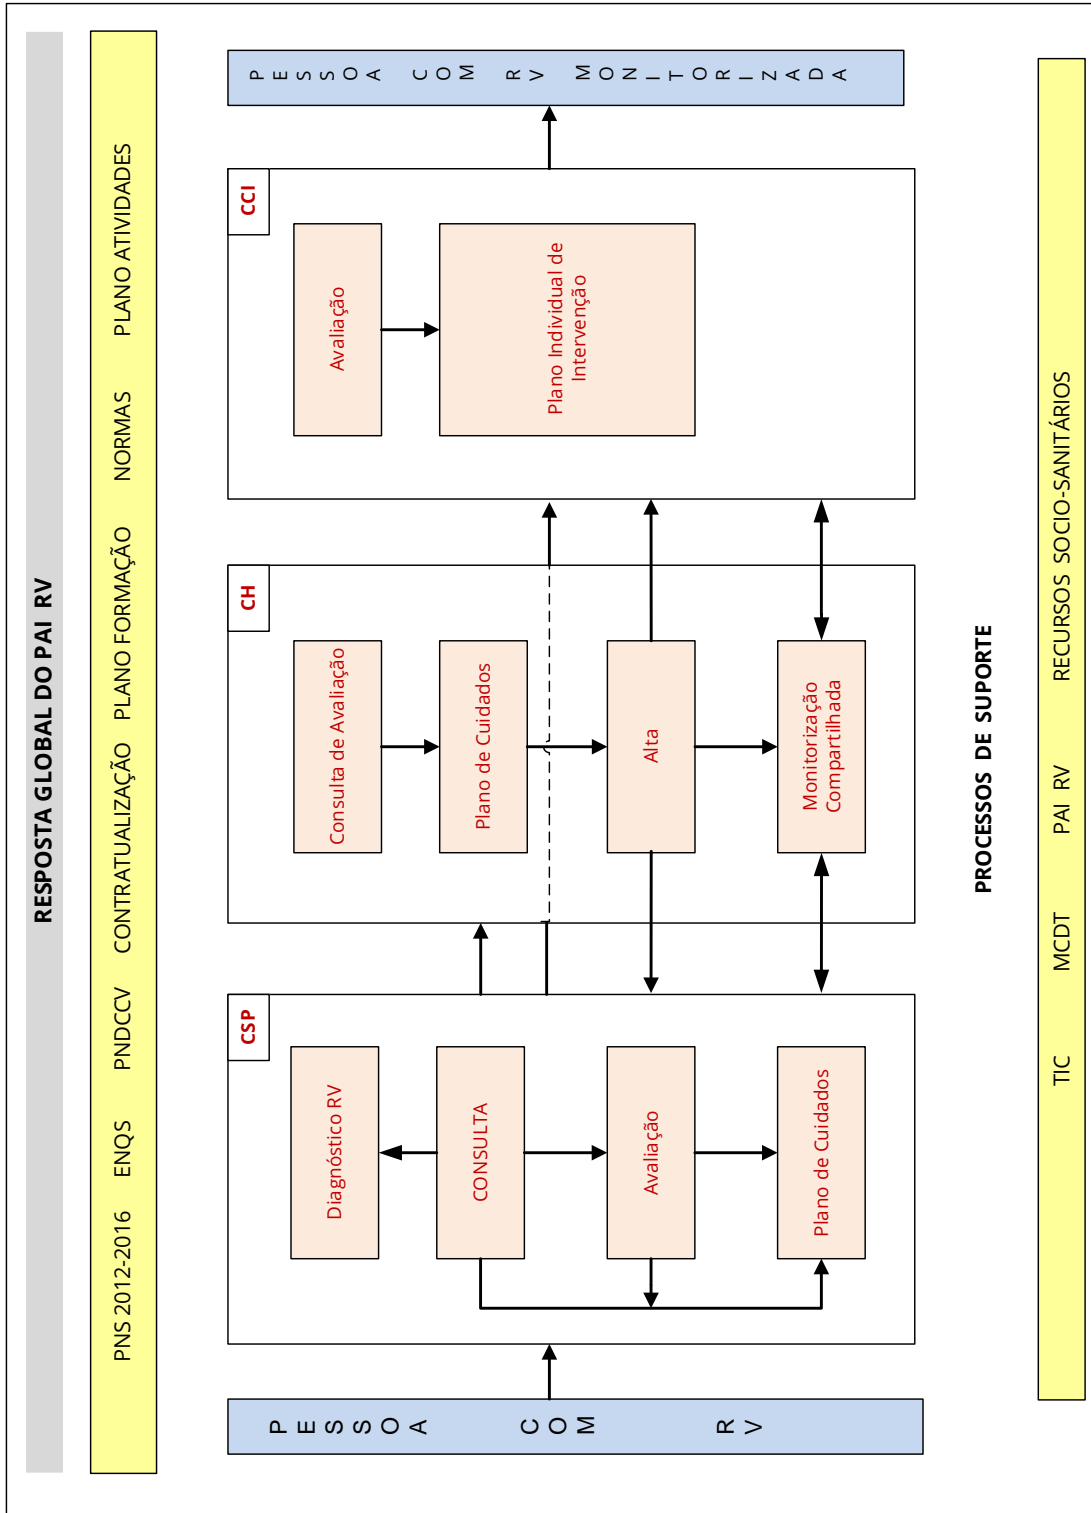 RESPOSTA GLOBAL DO PAI RV
PNS 2012-2016 ENQS PNDCCV CONTRATUALIZAÇÃO PLANO FORMAÇÃO NORMAS PLANO ATIVIDADES
PESSOA COM RV
CSP
Diagnóstico RV
CONSULTA
Avaliação
Plano de Cuidados
CH
Consulta de Avaliação
Plano de Cuidados
Alta
Monitorização
Compartilhada
CCI
Avaliação
Plano Individual de
Intervenção
PESSOA COM RV MONITORIZADA
PROCESSOS DE SUPORTE
TIC MCDT PAI RV RECURSOS SOCIO-SANITÁRIOS